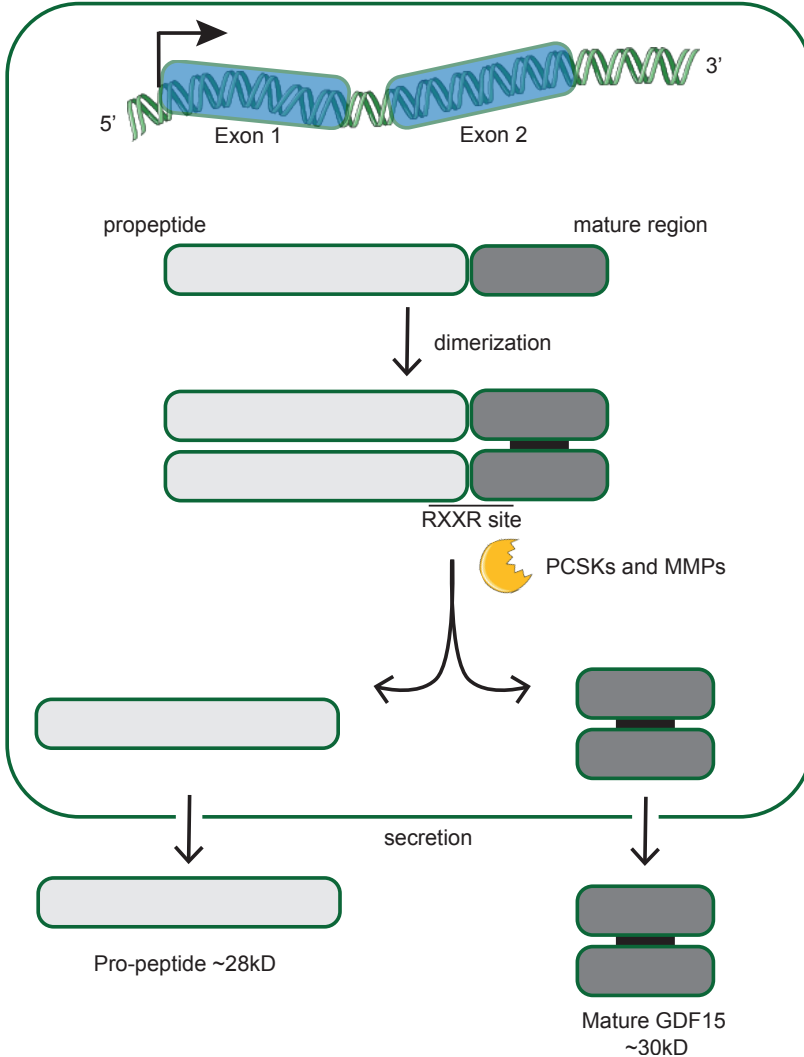 3’
5’
Exon 1
Exon 2
propeptide
mature region
dimerization
RXXR site
PCSKs and MMPs
secretion
Pro-peptide ~28kD
Mature GDF15
~30kD